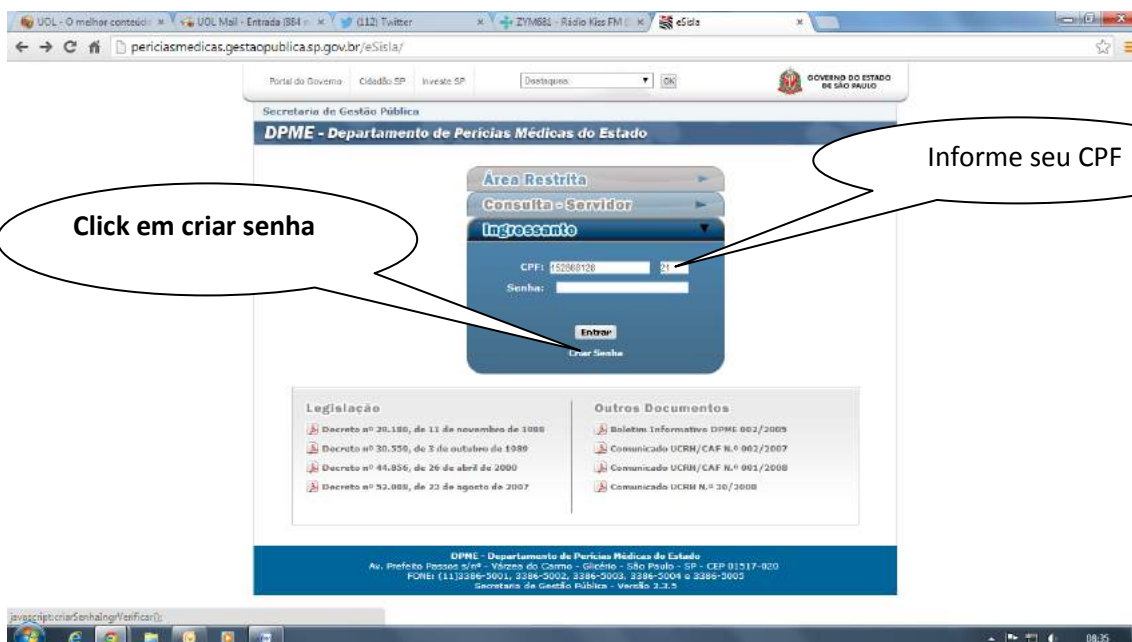 UOL - O melhor conteúdo
UOL Mail - Entrada (884
(112) Twitter
ZYM681 - Rádio Kiss FM
eSisla
periciasmedicas.gestaopublica.sp.gov.br/eSisla/
Portal do Governo Cidadão SP Investe SP Destaques OK GOVERNO DO ESTADO
DE SÃO PAULO
Secretaria de Gestão Pública
DPME - Departamento de Perícias Médicas do Estado
Informe seu CPF
Área Restrita
Consulta - Servidor
Click em criar senha
Ingressante
CPF: 152868128 21
Senha:
Entrar
Criar Senha
Legislação
Decreto nº 29.180, de 11 de novembro de 1988
Decreto nº 30.559, de 3 de outubro de 1989
Decreto nº 44.856, de 26 de abril de 2000
Decreto nº 52.088, de 23 de agosto de 2007
Outros Documentos
Boletim Informativo DPME 002/2005
Comunicado UCRH/CAF N.º 002/2007
Comunicado UCRH/CAF N.º 001/2008
Comunicado UCRH N.º 30/2008
DPME - Departamento de Perícias Médicas do Estado
Av. Prefeito Passos s/nº - Várzea do Carmo - Glicério - São Paulo - SP - CEP 01517-020
FONE: (11)3386-5001, 3386-5002, 3386-5003, 3386-5004 e 3386-5005
Secretaria de Gestão Pública - Versão 2.3.5
javascript:criarSenhaIngrVerificar();
08:35